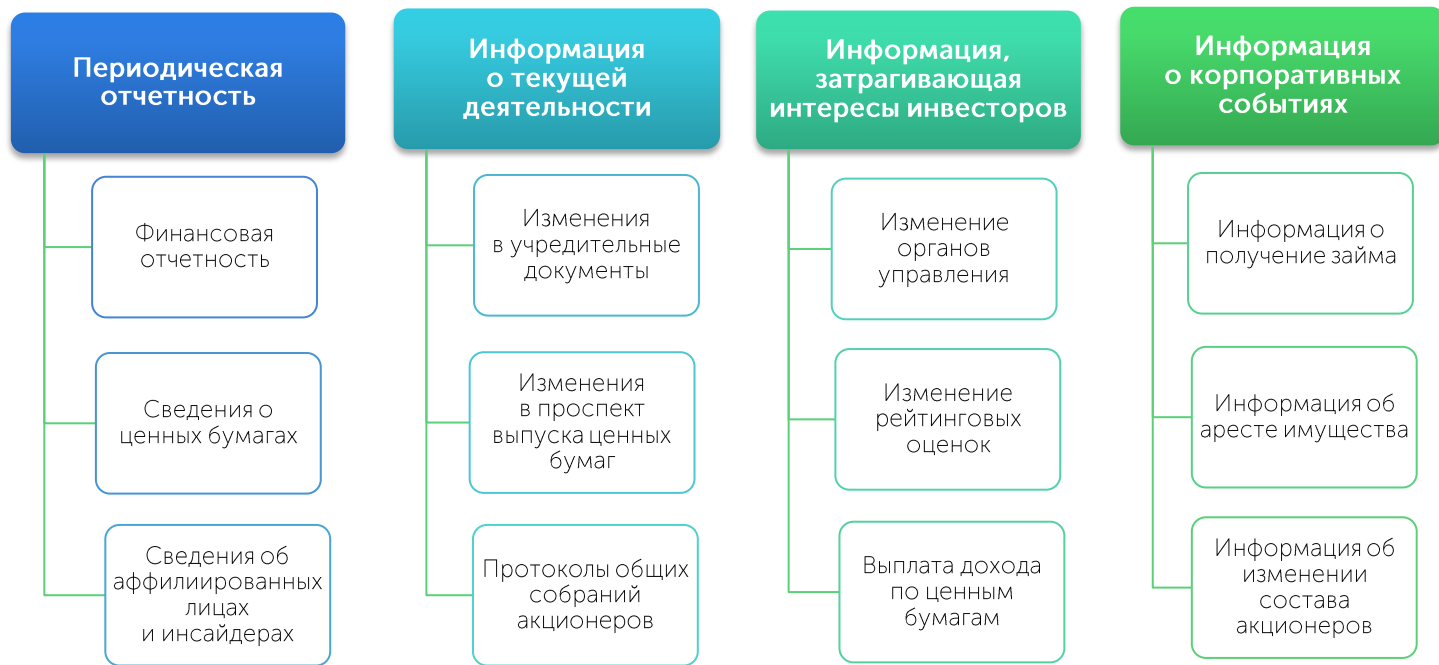 Периодическая
отчетность
Финансовая
отчетность
Сведения о
ценных бумагах
Сведения об
аффилиированных
лицах
и инсайдерах
Информация
о текущей
деятельности
Изменения
в учредительные
документы
Изменения
в проспект
выпуска ценных
бумаг
Протоколы общих
собраний
акционеров
Информация,
затрагивающая
интересы инвесторов
Изменение
органов
управления
Изменение
рейтинговых
оценок
Выплата дохода
по ценным
бумагам
Информация
о корпоративных
событиях
Информация о
получение займа
Информация об
аресте имущества
Информация об
изменении
состава
акционеров